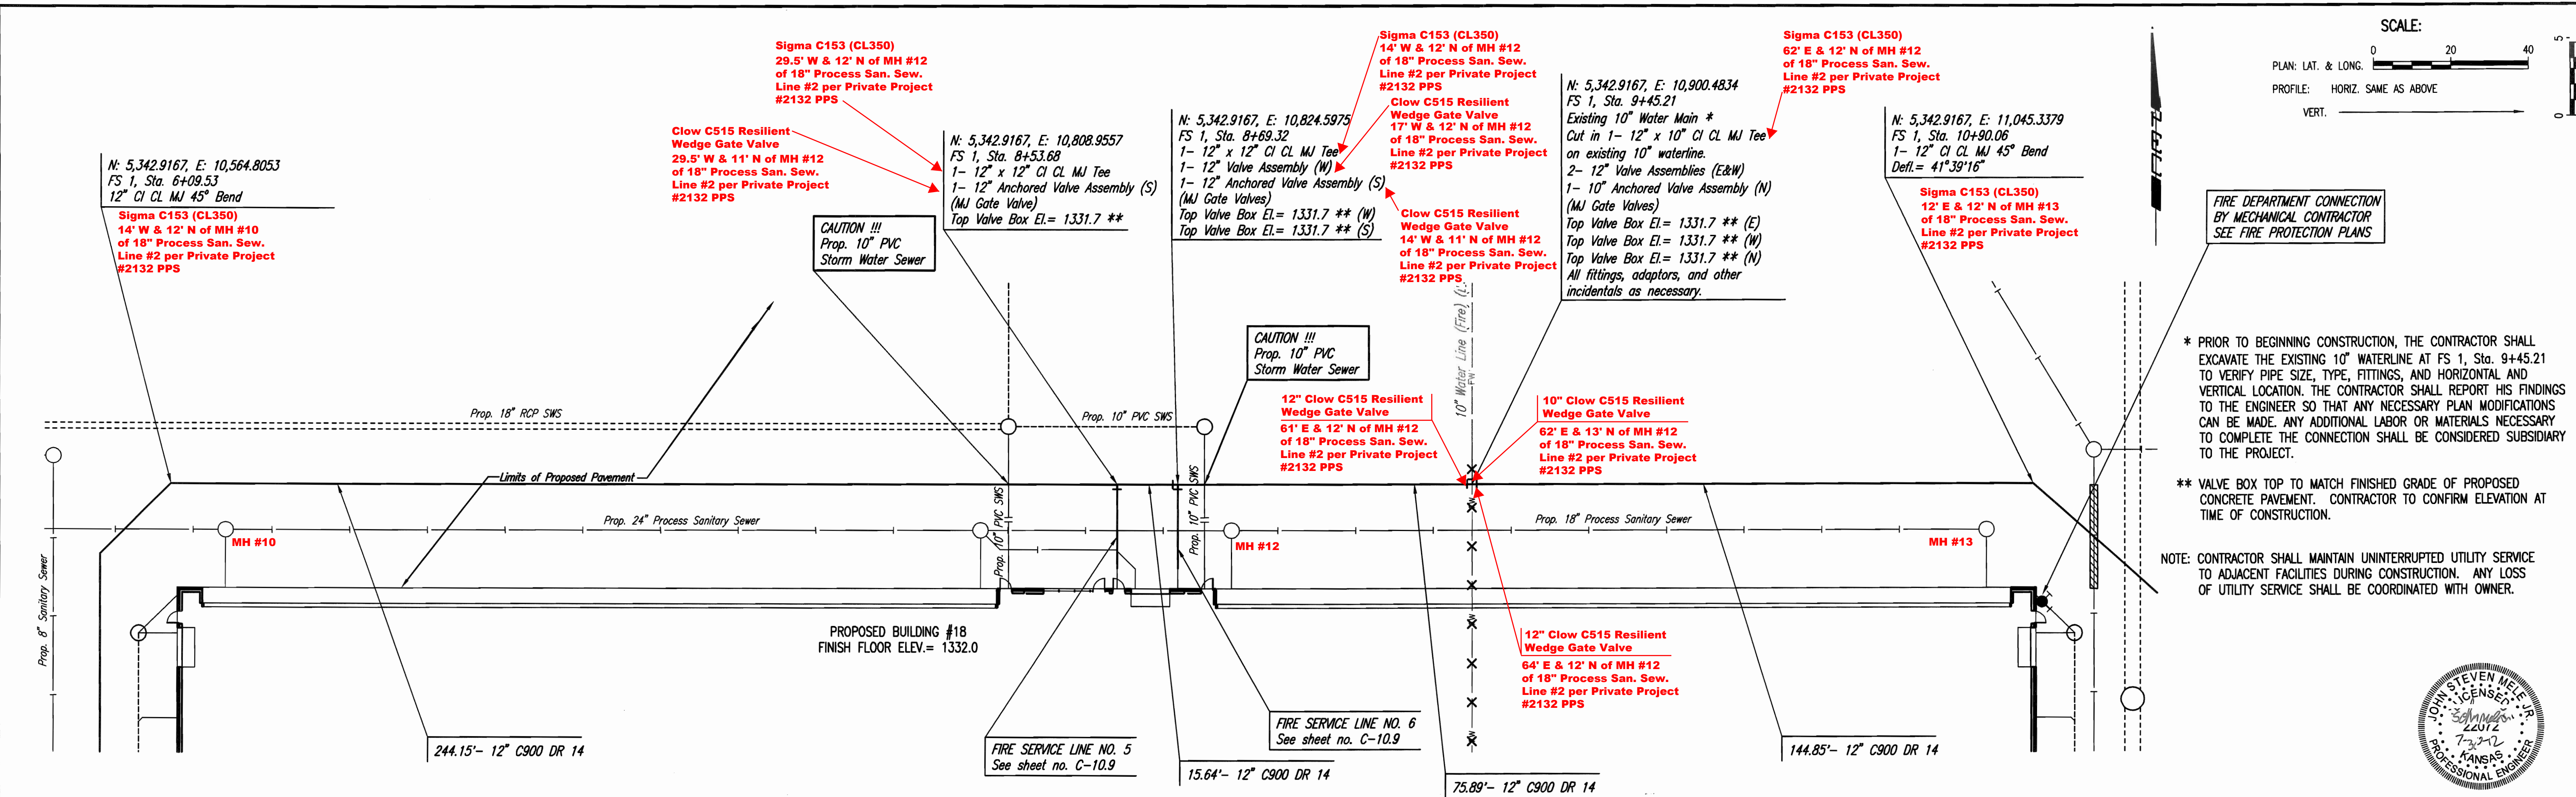 SCALE:
0 20 40
PLAN: LAT. & LONG.
PROFILE: HORIZ. SAME AS ABOVE
VERT.
5
0
N: 5,342.9167, E: 10,564.8053
FS 1, Sta. 6+09.53
12" CI CL MJ 45° Bend
Sigma C153 (CL350)
14' W & 12' N of MH #10
of 18" Process San. Sew.
Line #2 per Private Project
#2132 PPS
Sigma C153 (CL350)
29.5' W & 12' N of MH #12
of 18" Process San. Sew.
Line #2 per Private Project
#2132 PPS
Clow C515 Resilient
Wedge Gate Valve
29.5' W & 11' N of MH #12
of 18" Process San. Sew.
Line #2 per Private Project
#2132 PPS
N: 5,342.9167, E: 10,808.9557
FS 1, Sta. 8+53.68
1- 12" x 12" CI CL MJ Tee
1- 12" Anchored Valve Assembly (S)
(MJ Gate Valve)
Top Valve Box El.= 1331.7 **
CAUTION !!!
Prop. 10" PVC
Storm Water Sewer
Sigma C153 (CL350)
14' W & 12' N of MH #12
of 18" Process San. Sew.
Line #2 per Private Project
#2132 PPS
Clow C515 Resilient
Wedge Gate Valve
17' W & 12' N of MH #12
of 18" Process San. Sew.
Line #2 per Private Project
#2132 PPS
N: 5,342.9167, E: 10,824.5975
FS 1, Sta. 8+69.32
1- 12" x 12" CI CL MJ Tee
1- 12" Valve Assembly (W)
1- 12" Anchored Valve Assembly (S)
(MJ Gate Valves)
Top Valve Box El.= 1331.7 ** (W)
Top Valve Box El.= 1331.7 ** (S)
Clow C515 Resilient
Wedge Gate Valve
14' W & 11' N of MH #12
of 18" Process San. Sew.
Line #2 per Private Project
#2132 PPS
N: 5,342.9167, E: 10,900.4834
FS 1, Sta. 9+45.21
Existing 10" Water Main *
Cut in 1- 12" x 10" CI CL MJ Tee
on existing 10" waterline.
2- 12" Valve Assemblies (E&W)
1- 10" Anchored Valve Assembly (N)
(MJ Gate Valves)
Top Valve Box El.= 1331.7 ** (E)
Top Valve Box El.= 1331.7 ** (W)
Top Valve Box El.= 1331.7 ** (N)
All fittings, adaptors, and other
incidentals as necessary.
Sigma C153 (CL350)
62' E & 12' N of MH #12
of 18" Process San. Sew.
Line #2 per Private Project
#2132 PPS
N: 5,342.9167, E: 11,045.3379
FS 1, Sta. 10+90.06
1- 12" CI CL MJ 45° Bend
Defl.= 41°39'16"
Sigma C153 (CL350)
12' E & 12' N of MH #13
of 18" Process San. Sew.
Line #2 per Private Project
#2132 PPS
FIRE DEPARTMENT CONNECTION
BY MECHANICAL CONTRACTOR
SEE FIRE PROTECTION PLANS
CAUTION !!!
Prop. 10" PVC
Storm Water Sewer
10" Water Line (Fire)
FW
12" Clow C515 Resilient
Wedge Gate Valve
61' E & 12' N of MH #12
of 18" Process San. Sew.
Line #2 per Private Project
#2132 PPS
10" Clow C515 Resilient
Wedge Gate Valve
62' E & 13' N of MH #12
of 18" Process San. Sew.
Line #2 per Private Project
#2132 PPS
* PRIOR TO BEGINNING CONSTRUCTION, THE CONTRACTOR SHALL
EXCAVATE THE EXISTING 10" WATERLINE AT FS 1, Sta. 9+45.21
TO VERIFY PIPE SIZE, TYPE, FITTINGS, AND HORIZONTAL AND
VERTICAL LOCATION. THE CONTRACTOR SHALL REPORT HIS FINDINGS
TO THE ENGINEER SO THAT ANY NECESSARY PLAN MODIFICATIONS
CAN BE MADE. ANY ADDITIONAL LABOR OR MATERIALS NECESSARY
TO COMPLETE THE CONNECTION SHALL BE CONSIDERED SUBSIDIARY
TO THE PROJECT.
** VALVE BOX TOP TO MATCH FINISHED GRADE OF PROPOSED
CONCRETE PAVEMENT. CONTRACTOR TO CONFIRM ELEVATION AT
TIME OF CONSTRUCTION.
NOTE: CONTRACTOR SHALL MAINTAIN UNINTERRUPTED UTILITY SERVICE
TO ADJACENT FACILITIES DURING CONSTRUCTION. ANY LOSS
OF UTILITY SERVICE SHALL BE COORDINATED WITH OWNER.
Prop. 18" RCP SWS
Prop. 10" PVC SWS
Limits of Proposed Pavement
Prop. 24" Process Sanitary Sewer
Prop. 10" PVC SWS
Prop. 10" PVC SWS
Prop. 18" Process Sanitary Sewer
MH #10
MH #12
MH #13
Prop. 8" Sanitary Sewer
PROPOSED BUILDING #18
FINISH FLOOR ELEV.= 1332.0
12" Clow C515 Resilient
Wedge Gate Valve
64' E & 12' N of MH #12
of 18" Process San. Sew.
Line #2 per Private Project
#2132 PPS
244.15'- 12" C900 DR 14
FIRE SERVICE LINE NO. 5
See sheet no. C-10.9
15.64'- 12" C900 DR 14
FIRE SERVICE LINE NO. 6
See sheet no. C-10.9
75.89'- 12" C900 DR 14
144.85'- 12" C900 DR 14
JOHN STEVEN MELE JR.
LICENSED
22072
KANSAS
PROFESSIONAL ENGINEER